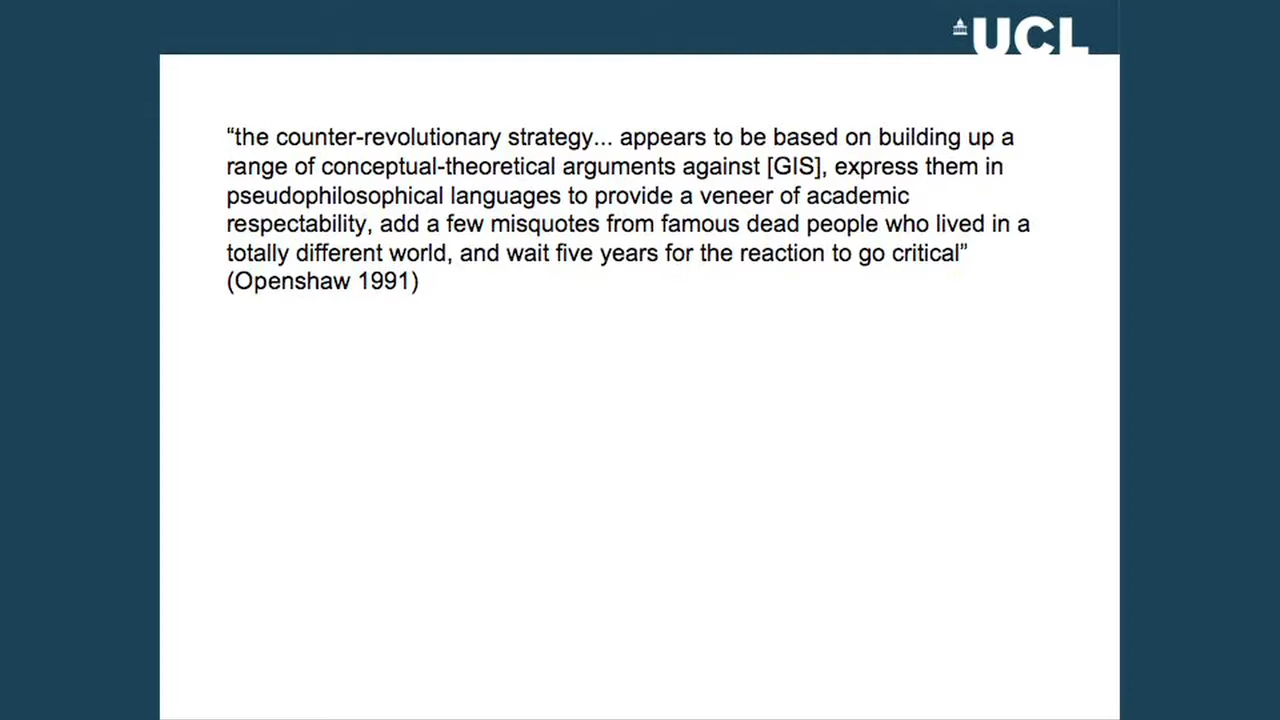 UCL
“the counter-revolutionary strategy... appears to be based on building up a
range of conceptual-theoretical arguments against [GIS], express them in
pseudophilosophical languages to provide a veneer of academic
respectability, add a few misquotes from famous dead people who lived in a
totally different world, and wait five years for the reaction to go critical”
(Openshaw 1991)